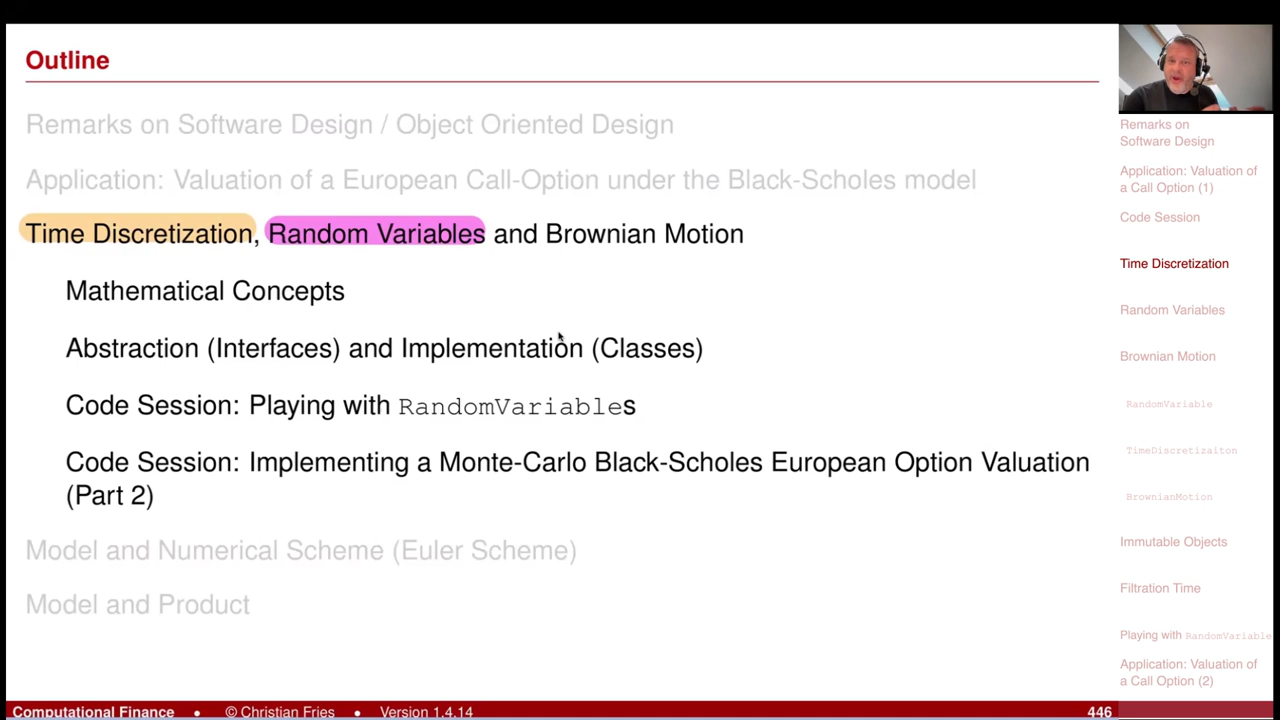 Outline
Remarks on Software Design / Object Oriented Design
Application: Valuation of a European Call-Option under the Black-Scholes model
Time Discretization, Random Variables and Brownian Motion
Mathematical Concepts
Abstraction (Interfaces) and Implementation (Classes)
Code Session: Playing with RandomVariables
Code Session: Implementing a Monte-Carlo Black-Scholes European Option Valuation
(Part 2)
Model and Numerical Scheme (Euler Scheme)
Model and Product
Remarks on
Software Design
Application: Valuation of
a Call Option (1)
Code Session
Time Discretization
Random Variables
Brownian Motion
RandomVariable
TimeDiscretizaiton
BrownianMotion
Immutable Objects
Filtration Time
Playing with RandomVariable
Application: Valuation of
a Call Option (2)
Computational Finance • © Christian Fries • Version 1.4.14 446